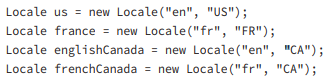 Locale us = new Locale("en", "US");
Locale france = new Locale("fr", "FR");
Locale englishCanada = new Locale("en", "CA");
Locale frenchCanada = new Locale("fr", "CA");